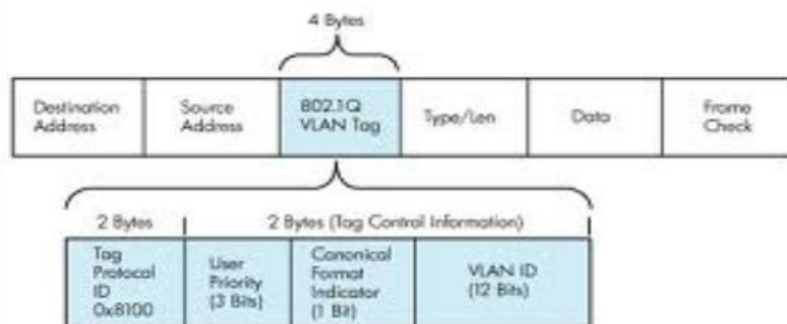 4 Bytes
Destination
Address
Source
Address
802.1Q
VLAN Tag
Type/Len
Data
Frame
Check
2 Bytes
2 Bytes (Tag Control Information)
Tag
Protocol
ID
0x8100
User
Priority
(3 Bits)
Canonical
Format
Indicator
(1 Bit)
VLAN ID
(12 Bits)